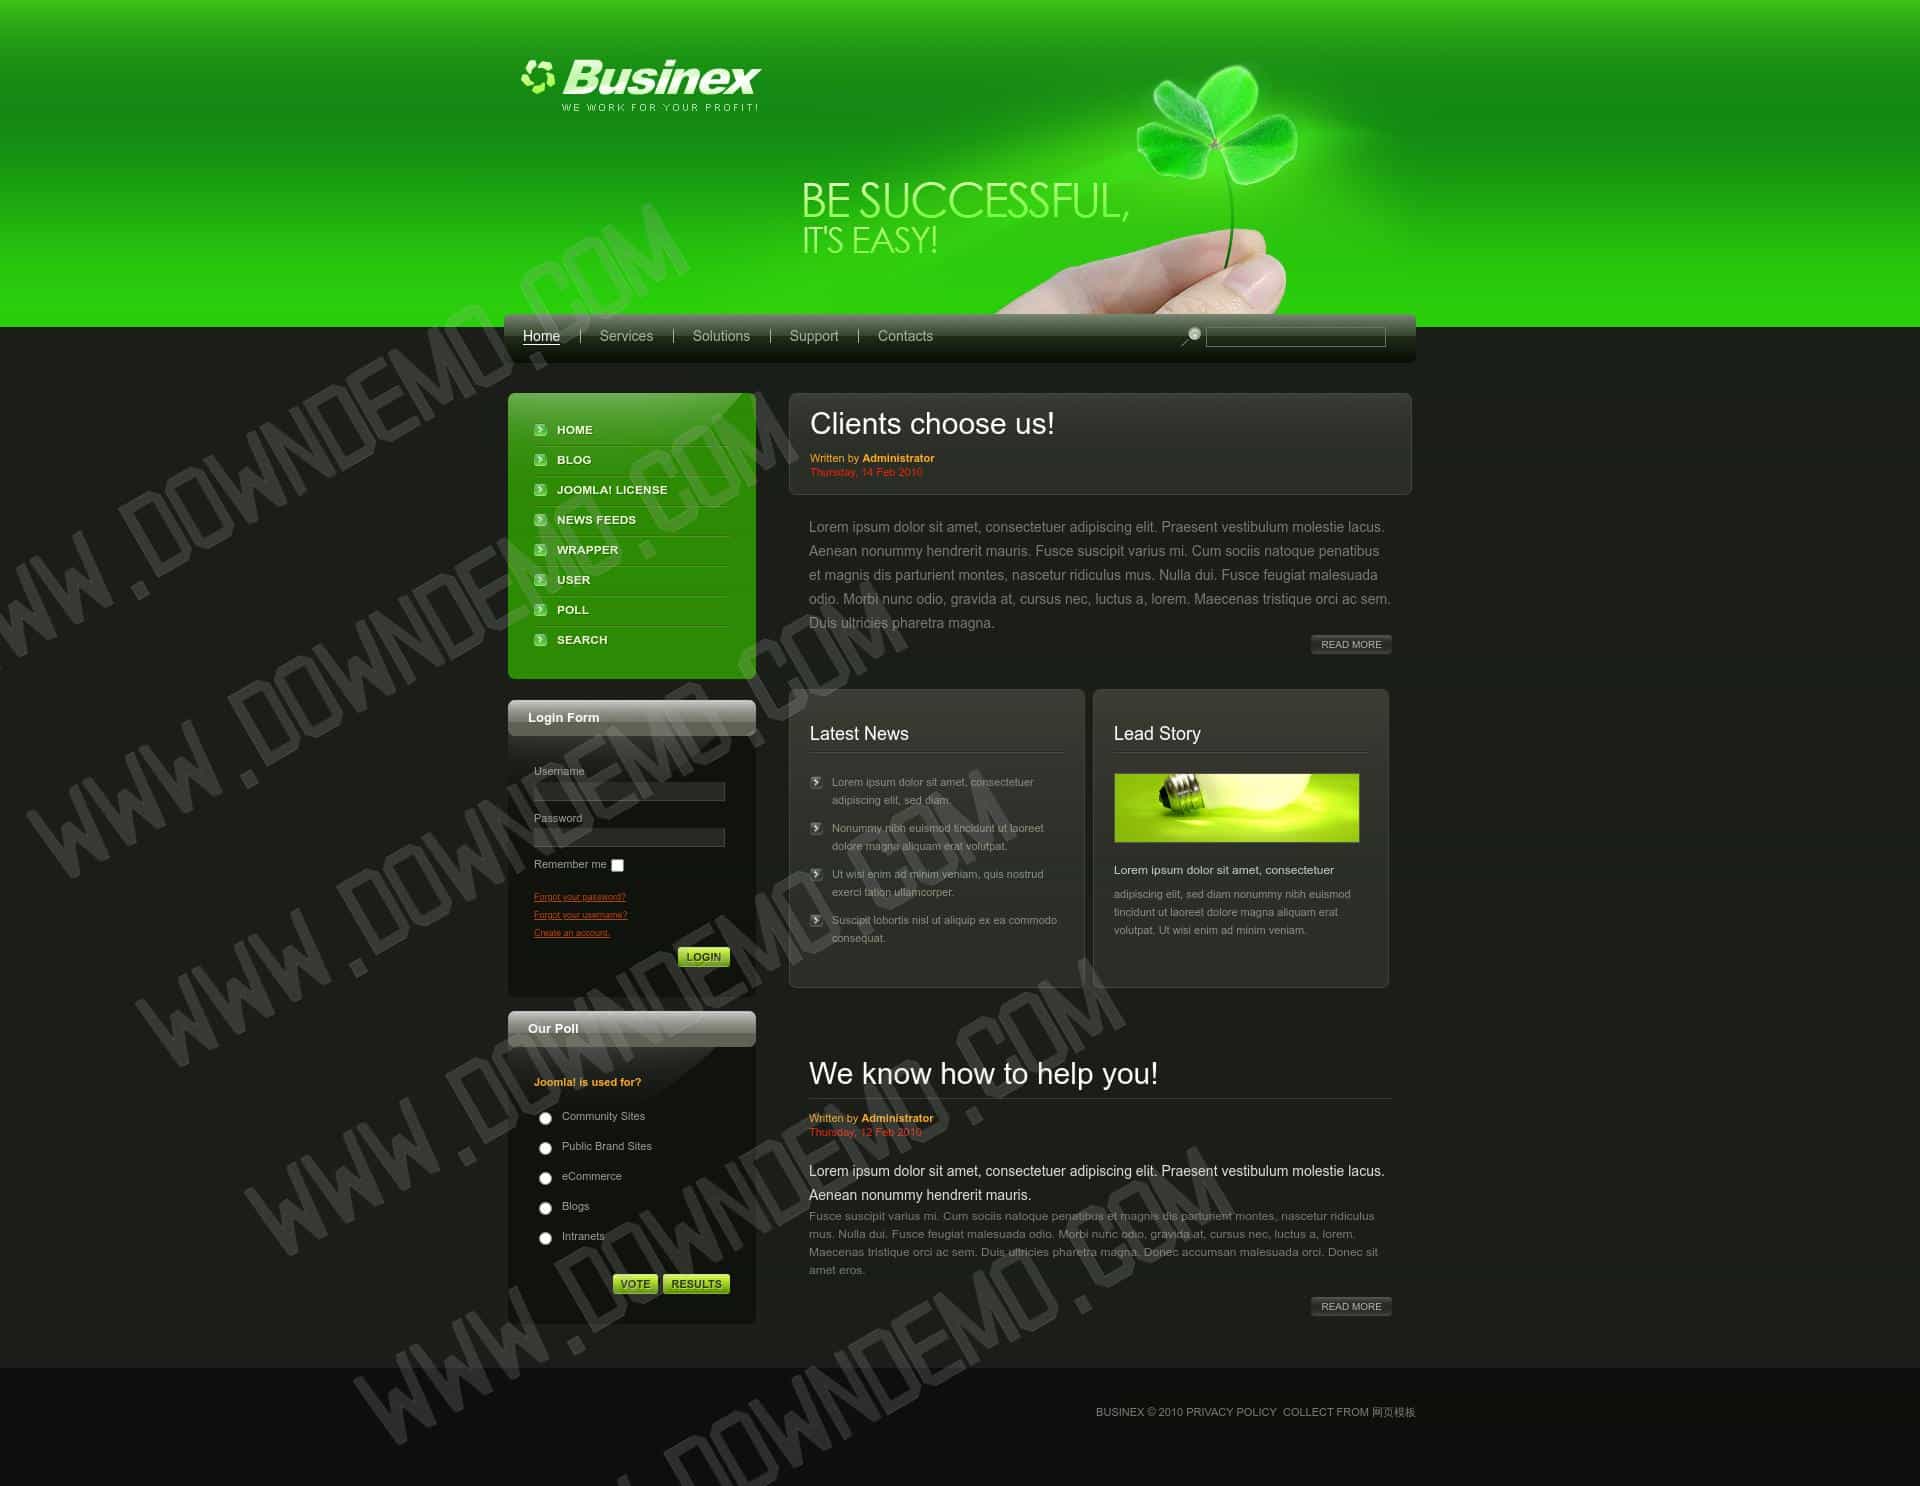 Businex
WE WORK FOR YOUR PROFIT!
BE SUCCESSFUL,
IT'S EASY!
Home
Services
Solutions
Support
Contacts
HOME
BLOG
JOOMLA! LICENSE
NEWS FEEDS
WRAPPER
USER
POLL
SEARCH
Login Form
Username
Password
Remember me
Forgot your password?
Forgot your username?
Create an account.
LOGIN
Our Poll
Joomla! is used for?
Community Sites
Public Brand Sites
eCommerce
Blogs
Intranets
VOTE
RESULTS
Clients choose us!
Written by Administrator
Thursday, 14 Feb 2010
Lorem ipsum dolor sit amet, consectetuer adipiscing elit. Praesent vestibulum molestie lacus.
Aenean nonummy hendrerit mauris. Fusce suscipit varius mi. Cum sociis natoque penatibus
et magnis dis parturient montes, nascetur ridiculus mus. Nulla dui. Fusce feugiat malesuada
odio. Morbi nunc odio, gravida at, cursus nec, luctus a, lorem. Maecenas tristique orci ac sem.
Duis ultricies pharetra magna.
READ MORE
Latest News
Lorem ipsum dolor sit amet, consectetuer
adipiscing elit, sed diam.
Nonummy nibh euismod tincidunt ut laoreet
dolore magna aliquam erat volutpat.
Ut wisi enim ad minim veniam, quis nostrud
exerci tation ullamcorper.
Suscipit lobortis nisl ut aliquip ex ea commodo
consequat.
Lead Story
Lorem ipsum dolor sit amet, consectetuer
adipiscing elit, sed diam nonummy nibh euismod
tincidunt ut laoreet dolore magna aliquam erat
volutpat. Ut wisi enim ad minim veniam.
We know how to help you!
Written by Administrator
Thursday, 12 Feb 2010
Lorem ipsum dolor sit amet, consectetuer adipiscing elit. Praesent vestibulum molestie lacus.
Aenean nonummy hendrerit mauris.
Fusce suscipit varius mi. Cum sociis natoque penatibus et magnis dis parturient montes, nascetur ridiculus
mus. Nulla dui. Fusce feugiat malesuada odio. Morbi nunc odio, gravida at, cursus nec, luctus a, lorem.
Maecenas tristique orci ac sem. Duis ultricies pharetra magna. Donec accumsan malesuada orci. Donec sit
amet eros.
READ MORE
BUSINEX © 2010 PRIVACY POLICY COLLECT FROM 网页模板
WWW.DOWNDEMO.COM
WWW.DOWNDEMO.COM
WWW.DOWNDEMO.COM
WWW.DOWNDEMO.COM
WWW.DOWNDEMO.COM
.DOWNDEMO.COM